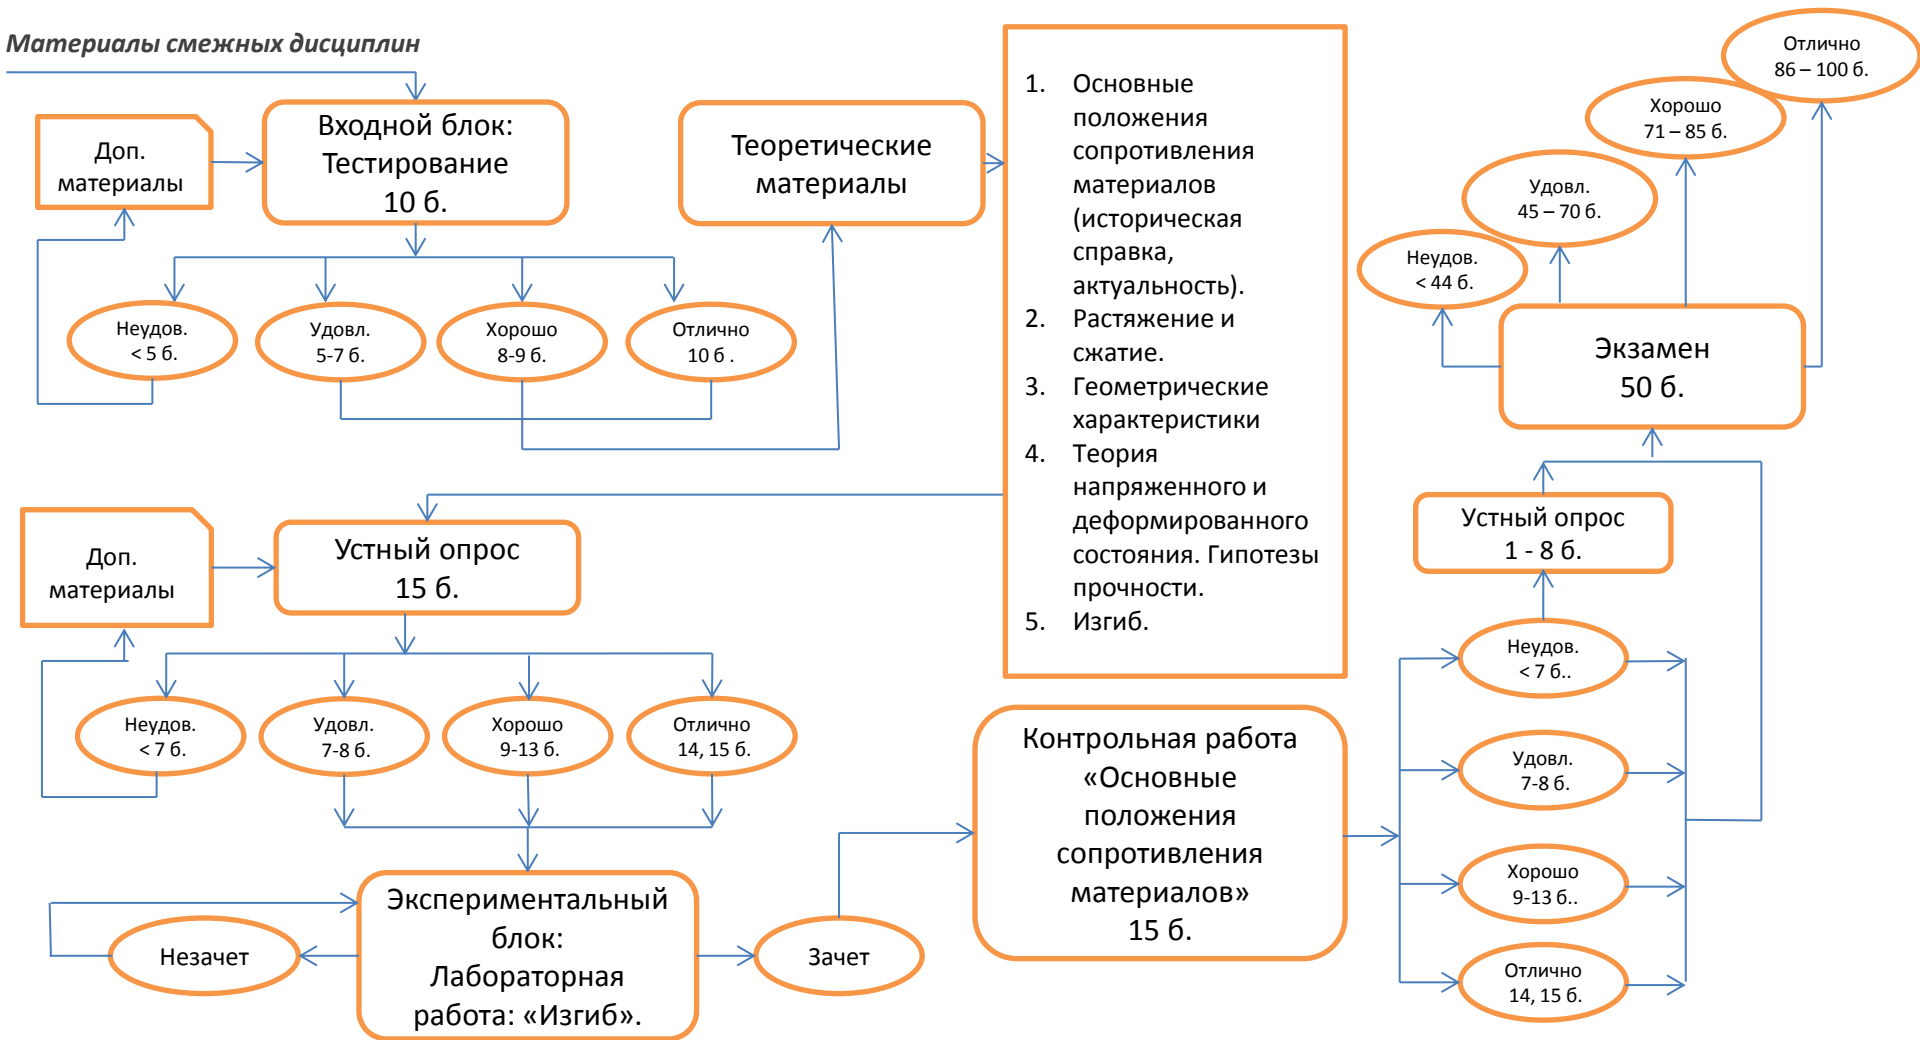 Материалы смежных дисциплин
Доп.
материалы
Входной блок:
Тестирование
10 б.
Неудов.
< 5 б.
Удовл.
5-7 б.
Хорошо
8-9 б.
Отлично
10 б .
Теоретические
материалы
1. Основные
положения
сопротивления
материалов
(историческая
справка,
актуальность).
2. Растяжение и
сжатие.
3. Геометрические
характеристики
4. Теория
напряженного и
деформированного
состояния. Гипотезы
прочности.
5. Изгиб.
Доп.
материалы
Устный опрос
15 б.
Неудов.
< 7 б.
Удовл.
7-8 б.
Хорошо
9-13 б.
Отлично
14, 15 б.
Экспериментальный
блок:
Лабораторная
работа: «Изгиб».
Незачет
Зачет
Контрольная работа
«Основные
положения
сопротивления
материалов»
15 б.
Неудов.
< 7 б..
Удовл.
7-8 б.
Хорошо
9-13 б..
Отлично
14, 15 б.
Устный опрос
1 - 8 б.
Экзамен
50 б.
Неудов.
< 44 б.
Удовл.
45 – 70 б.
Хорошо
71 – 85 б.
Отлично
86 – 100 б.